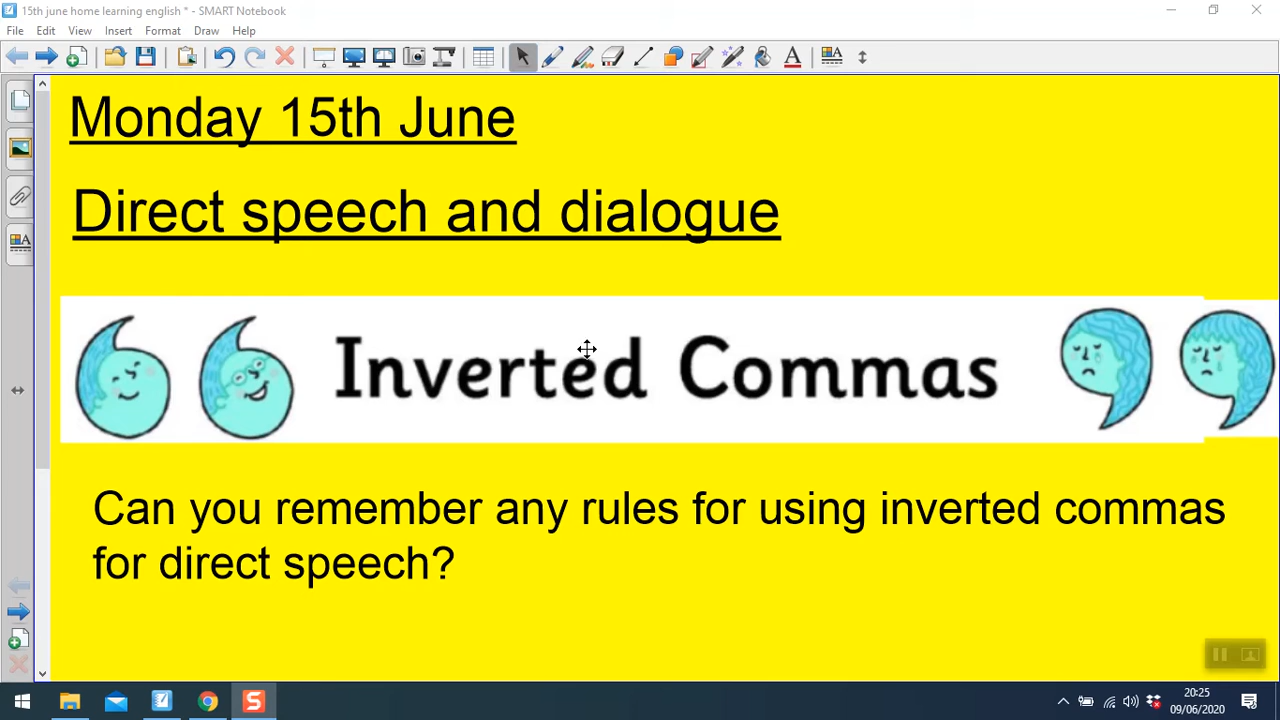 15th june home learning english * - SMART Notebook
File Edit View Insert Format Draw Help
Monday 15th June
Direct speech and dialogue
Inverted Commas
Can you remember any rules for using inverted commas
for direct speech?
20:25
09/06/2020